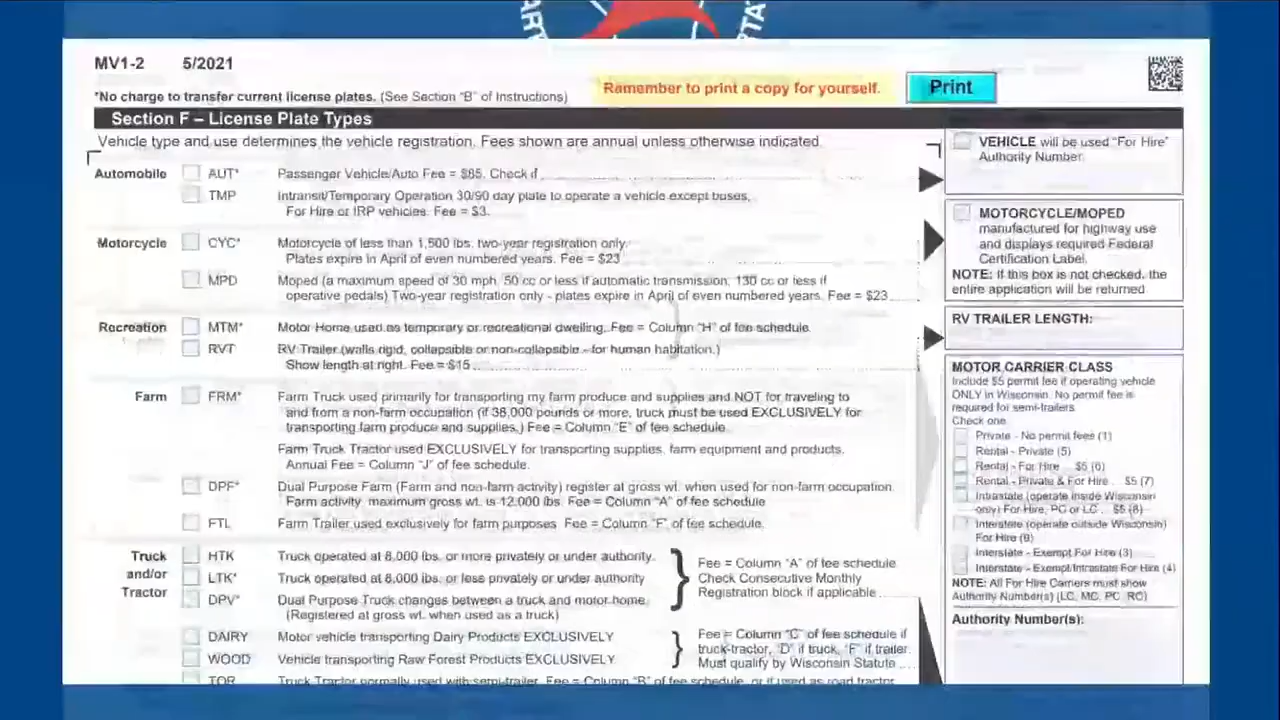 ART
STA
MV1-2 5/2021
*No charge to transfer current license plates. (See Section "B" of Instructions)
Remember to print a copy for yourself.
Print
Section F – License Plate Types
Vehicle type and use determines the vehicle registration. Fees shown are annual unless otherwise indicated.
Automobile AUT* Passenger Vehicle/Auto Fee = $85. Check if
TMP Intransit/Temporary Operation 30/90 day plate to operate a vehicle except buses,
For Hire or IRP vehicles. Fee = $3.
Motorcycle CYC* Motorcycle of less than 1,500 lbs. two-year registration only.
Plates expire in April of even numbered years. Fee = $23
MPD Moped (a maximum speed of 30 mph, 50 cc or less if automatic transmission; 130 cc or less if
operative pedals) Two-year registration only - plates expire in April of even numbered years. Fee = $23
Recreation MTM* Motor Home used as temporary or recreational dwelling. Fee = Column "H" of fee schedule.
RVT RV Trailer (walls rigid, collapsible or non-collapsible - for human habitation.)
Show length at right. Fee = $15
Farm FRM* Farm Truck used primarily for transporting my farm produce and supplies and NOT for traveling to
and from a non-farm occupation (if 38,000 pounds or more, truck must be used EXCLUSIVELY for
transporting farm produce and supplies.) Fee = Column "E" of fee schedule.
Farm Truck Tractor used EXCLUSIVELY for transporting supplies, farm equipment and products.
Annual Fee = Column "J" of fee schedule.
DPF* Dual Purpose Farm (Farm and non-farm activity) register at gross wt. when used for non-farm occupation.
Farm activity maximum gross wt. is 12,000 lbs. Fee = Column "A" of fee schedule
FTL Farm Trailer used exclusively for farm purposes Fee = Column "F" of fee schedule.
Truck and/or Tractor
HTK Truck operated at 8,000 lbs. or more privately or under authority.
LTK* Truck operated at 8,000 lbs. or less privately or under authority
DPV* Dual Purpose Truck changes between a truck and motor home.
(Registered at gross wt. when used as a truck)
Fee = Column "A" of fee schedule
Check Consecutive Monthly
Registration block if applicable
DAIRY Motor vehicle transporting Dairy Products EXCLUSIVELY
WOOD Vehicle transporting Raw Forest Products EXCLUSIVELY
Fee = Column "C" of fee schedule if
truck-tractor, "D" if truck, "F" if trailer.
Must qualify by Wisconsin Statute
TOR Truck Tractor normally used with semi-trailer. Fee = Column "B" of fee schedule, or if used as road tractor
VEHICLE will be used "For Hire"
Authority Number
MOTORCYCLE/MOPED
manufactured for highway use
and displays required Federal
Certification Label.
NOTE: If this box is not checked, the
entire application will be returned
RV TRAILER LENGTH:
MOTOR CARRIER CLASS
Include $5 permit fee if operating vehicle
ONLY in Wisconsin. No permit fee is
required for semi-trailers
Check one
Private - No permit fees (1)
Rental - Private (5)
Rental - For Hire $5 (6)
Rental - Private & For Hire $5 (7)
Intrastate (operate inside Wisconsin
only) For Hire, PC or LC $5 (8)
Interstate (operate outside Wisconsin)
For Hire (9)
Interstate - Exempt For Hire (3)
Interstate - Exempt/Intrastate For Hire (4)
NOTE: All For Hire Carriers must show
Authority Number(s) (LC, MC, PC, RC)
Authority Number(s):